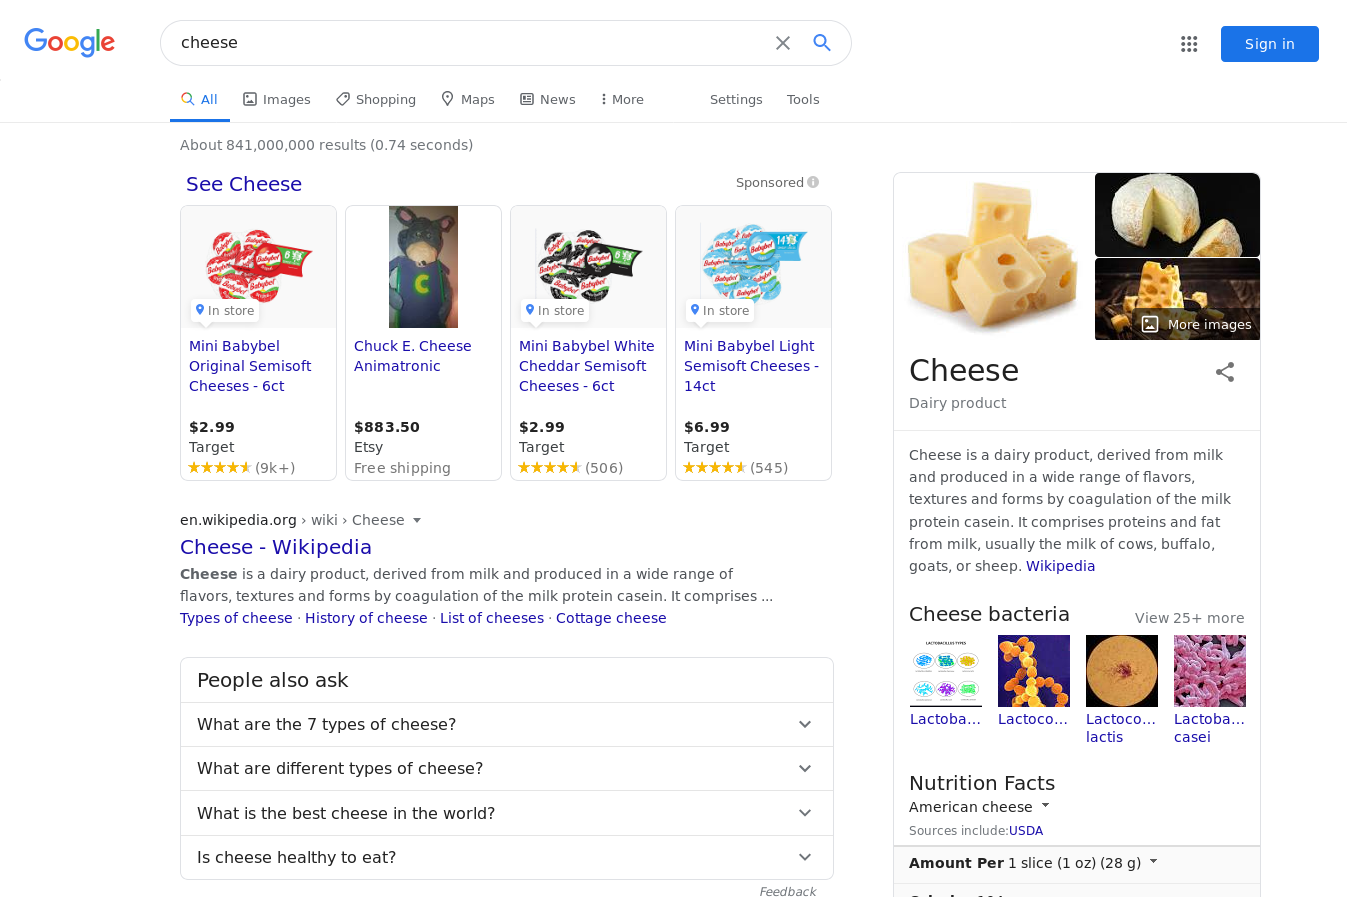 Google
cheese
Sign in
All
Images
Shopping
Maps
News
More
Settings
Tools
About 841,000,000 results (0.74 seconds)
See Cheese
Sponsored
In store
Mini Babybel
Original Semisoft
Cheeses - 6ct
$2.99
Target
(9k+)
C
Chuck E. Cheese
Animatronic
$883.50
Etsy
Free shipping
In store
Mini Babybel White
Cheddar Semisoft
Cheeses - 6ct
$2.99
Target
(506)
In store
Mini Babybel Light
Semisoft Cheeses -
14ct
$6.99
Target
(545)
en.wikipedia.org › wiki › Cheese
Cheese - Wikipedia
Cheese is a dairy product, derived from milk and produced in a wide range of
flavors, textures and forms by coagulation of the milk protein casein. It comprises ...
Types of cheese · History of cheese · List of cheeses · Cottage cheese
People also ask
What are the 7 types of cheese?
What are different types of cheese?
What is the best cheese in the world?
Is cheese healthy to eat?
Feedback
More images
Cheese
Dairy product
Cheese is a dairy product, derived from milk
and produced in a wide range of flavors,
textures and forms by coagulation of the milk
protein casein. It comprises proteins and fat
from milk, usually the milk of cows, buffalo,
goats, or sheep. Wikipedia
Cheese bacteria
View 25+ more
LACTOBACILLUS TYPES
Lactoba...
Lactoco...
Lactoco...
lactis
Lactoba...
casei
Nutrition Facts
American cheese
Sources include:USDA
Amount Per 1 slice (1 oz) (28 g)